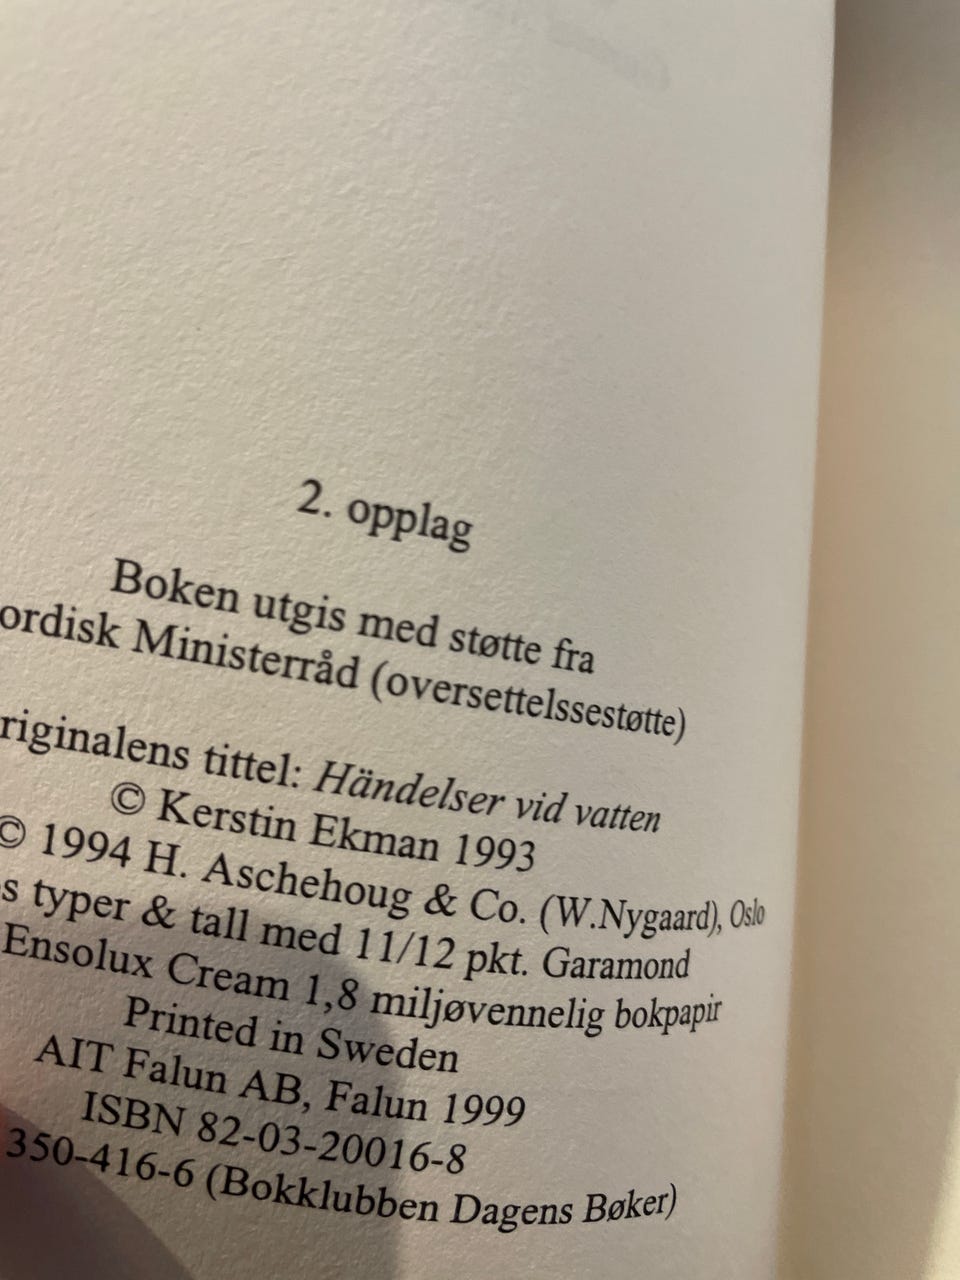 2. opplag
Boken utgis med støtte fra
ordisk Ministerråd (oversettelssestøtte)
riginalens tittel: Händelser vid vatten
© Kerstin Ekman 1993
© 1994 H. Aschehoug & Co. (W.Nygaard), Oslo
s typer & tall med 11/12 pkt. Garamond
Ensolux Cream 1,8 miljøvennelig bokpapir
Printed in Sweden
AIT Falun AB, Falun 1999
ISBN 82-03-20016-8
350-416-6 (Bokklubben Dagens Bøker)